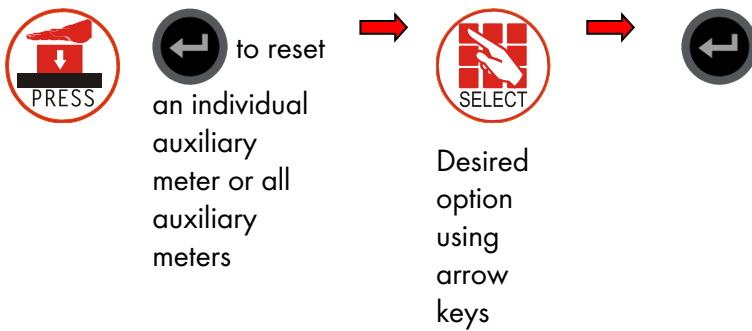 PRESS
to reset
an individual
auxiliary
meter or all
auxiliary
meters
SELECT
Desired
option
using
arrow
keys